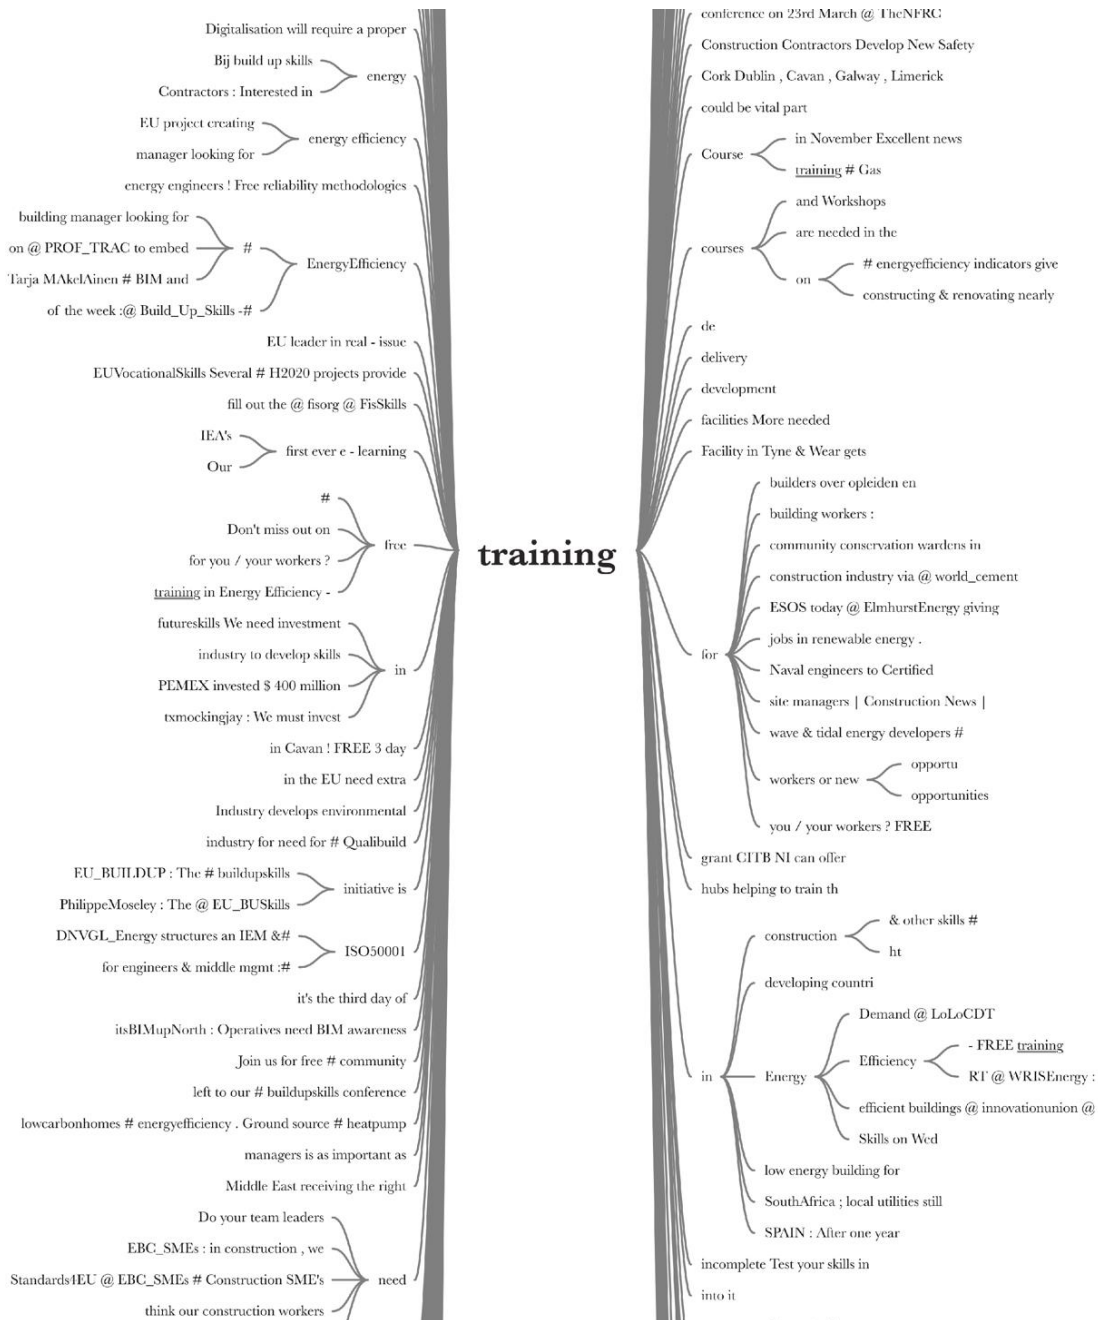 Digitalisation will require a proper
Bij build up skills
Contractors : Interested in
energy
EU project creating
manager looking for
energy efficiency
energy engineers ! Free reliability methodologies
building manager looking for
on @ PROF_TRAC to embed
Tarja MAkelAinen # BIM and
#
of the week :@ Build_Up_Skills -#
EnergyEfficiency
EU leader in real - issue
EUVocationalSkills Several # H2020 projects provide
fill out the @ fisorg @ FisSkills
IEA's
Our
first ever e - learning
#
Don't miss out on
for you / your workers ?
training in Energy Efficiency -
free
futureskills We need investment
industry to develop skills
PEMEX invested $ 400 million
txmockingjay : We must invest
in
in Cavan ! FREE 3 day
in the EU need extra
Industry develops environmental
industry for need for # Qualibuild
EU_BUILDUP : The # buildupskills
PhilippeMoseley : The @ EU_BUSkills
initiative is
DNVGL_Energy structures an IEM &#
for engineers & middle mgmt :#
ISO50001
it's the third day of
itsBIMupNorth : Operatives need BIM awareness
Join us for free # community
left to our # buildupskills conference
lowcarbonhomes # energyefficiency . Ground source # heatpump
managers is as important as
Middle East receiving the right
Do your team leaders
EBC_SMEs : in construction , we
Standards4EU @ EBC_SMEs # Construction SME's
think our construction workers
need
training
conference on 23rd March @ TheNFRC
Construction Contractors Develop New Safety
Cork Dublin , Cavan , Galway , Limerick
could be vital part
Course
in November Excellent news
training # Gas
courses
and Workshops
are needed in the
on
# energyefficiency indicators give
constructing & renovating nearly
de
delivery
development
facilities More needed
Facility in Tyne & Wear gets
for
builders over opleiden en
building workers :
community conservation wardens in
construction industry via @ world_cement
ESOS today @ ElmhurstEnergy giving
jobs in renewable energy .
Naval engineers to Certified
site managers | Construction News |
wave & tidal energy developers #
workers or new
opportu
opportunities
you / your workers ? FREE
grant CITB NI can offer
hubs helping to train th
in
construction
& other skills #
ht
developing countri
Energy
Demand @ LoLoCDT
Efficiency
- FREE training
RT @ WRISEnergy :
efficient buildings @ innovationunion @
Skills on Wed
low energy building for
SouthAfrica ; local utilities still
SPAIN : After one year
incomplete Test your skills in
into it